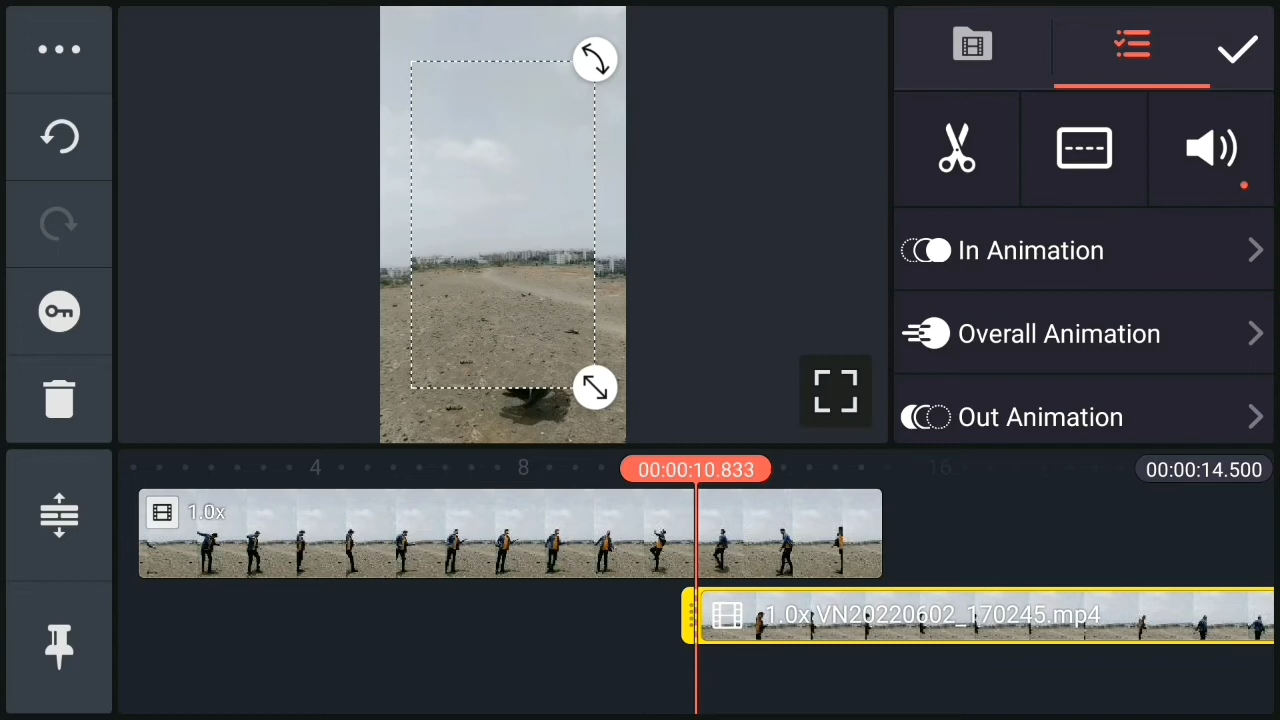 In Animation
Overall Animation
Out Animation
4
8
00:00:10.833
16
00:00:14.500
1.0x
1.0x VN20220602_170245.mp4